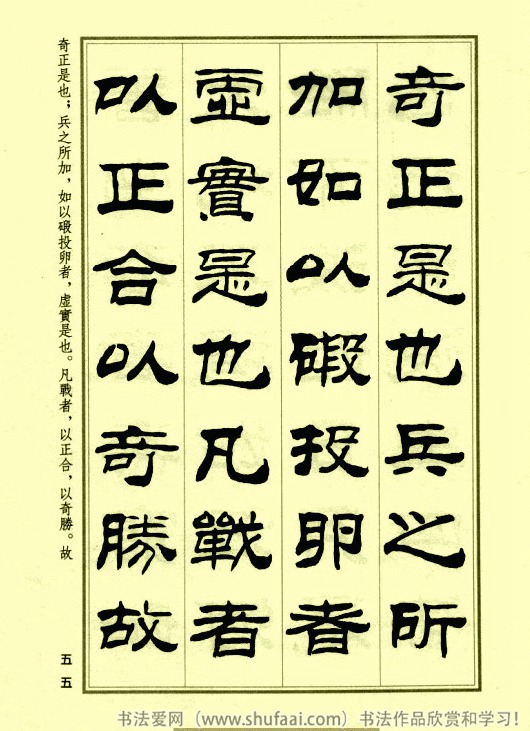 奇正是也兵之所
加如以碬投卵者
虛實是也凡戰者
以正合以奇勝故
奇正是也；兵之所加，如以碬投卵者，虛實是也。凡戰者，以正合，以奇勝。故
五五
书法爱网（www.shufaai.com）书法作品欣赏和学习！